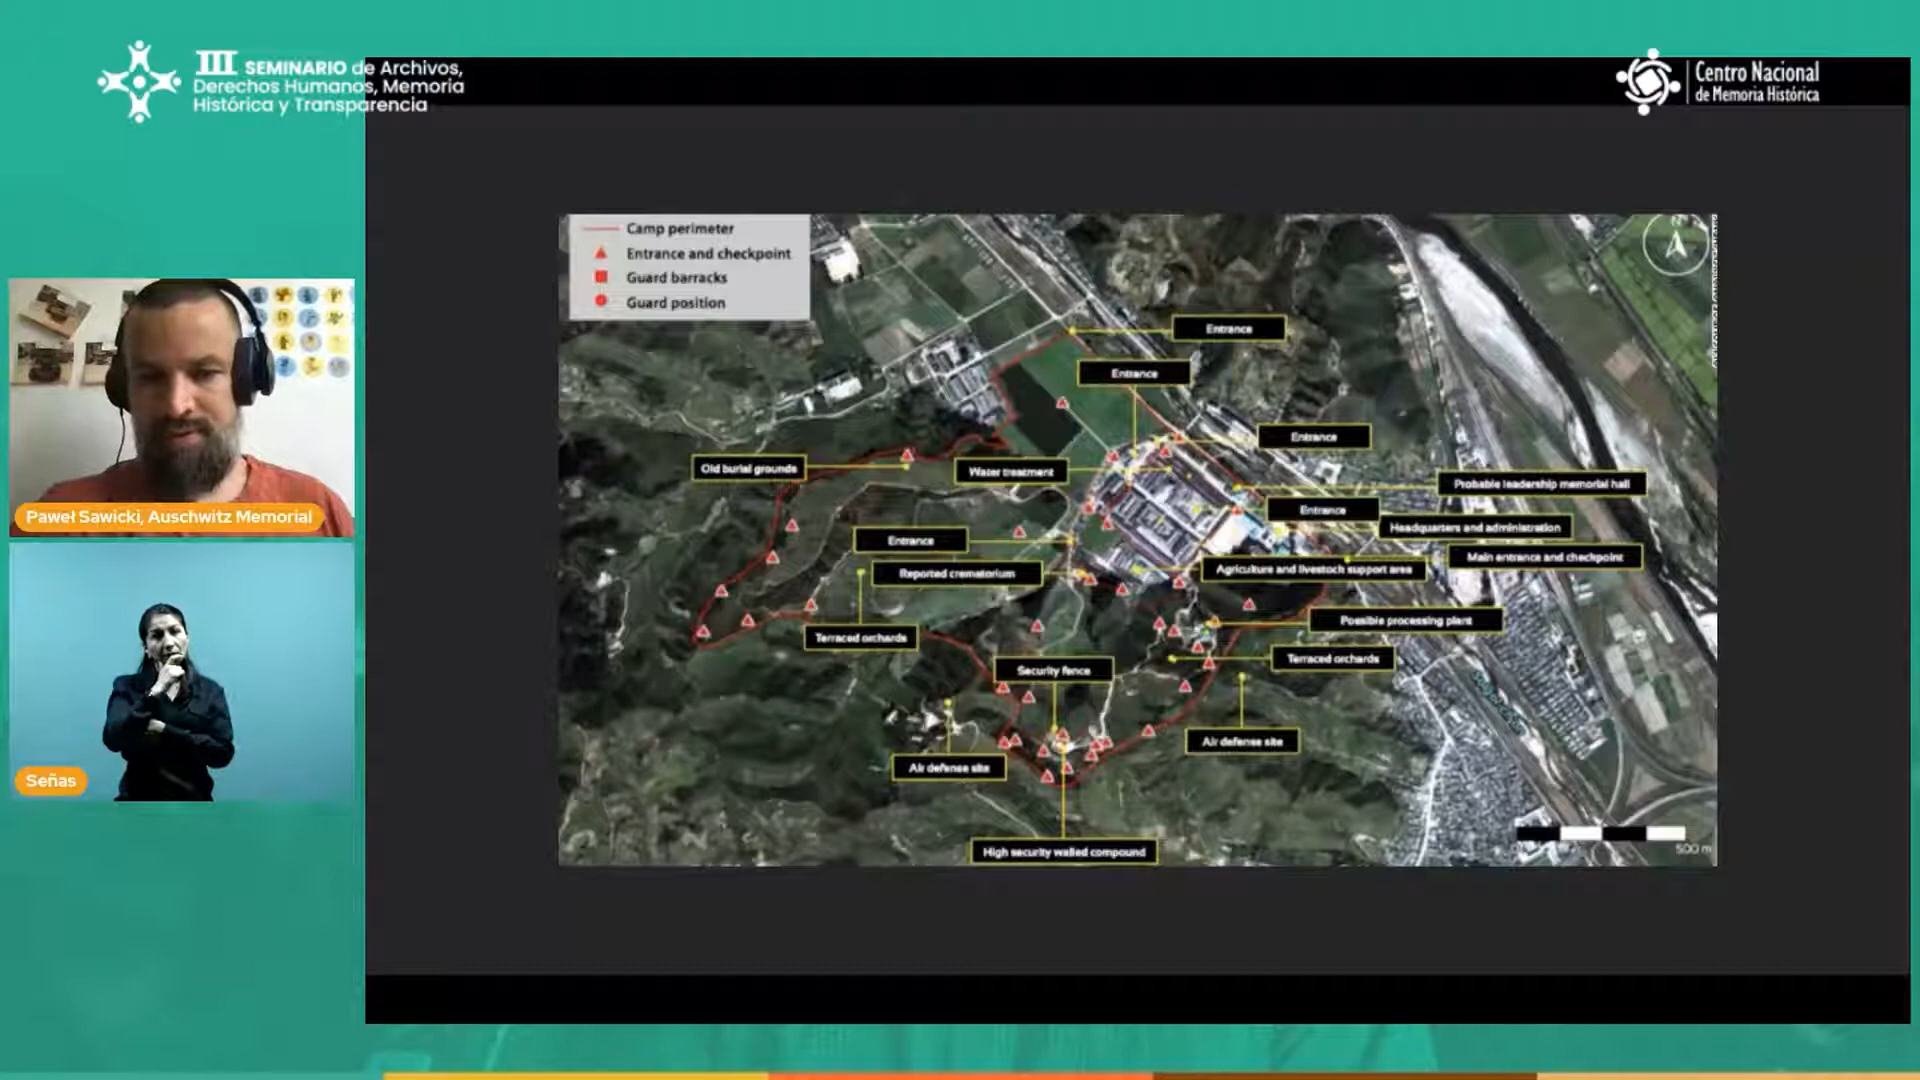 III SEMINARIO de Archivos,
Derechos Humanos, Memoria
Histórica y Transparencia
Centro Nacional
de Memoria Histórica
Camp perimeter
Entrance and checkpoint
Guard barracks
Guard position
Entrance
Entrance
Entrance
Old burial grounds
Water treatment
Probable leadership memorial hall
Entrance
Headquarters and administration
Entrance
Main entrance and checkpoint
Reported crematorium
Agriculture and livestock support area
Possible processing plant
Terraced orchards
Terraced orchards
Security fence
Air defense site
Air defense site
High security walled compound
500 m
Paweł Sawicki, Auschwitz Memorial
Señas